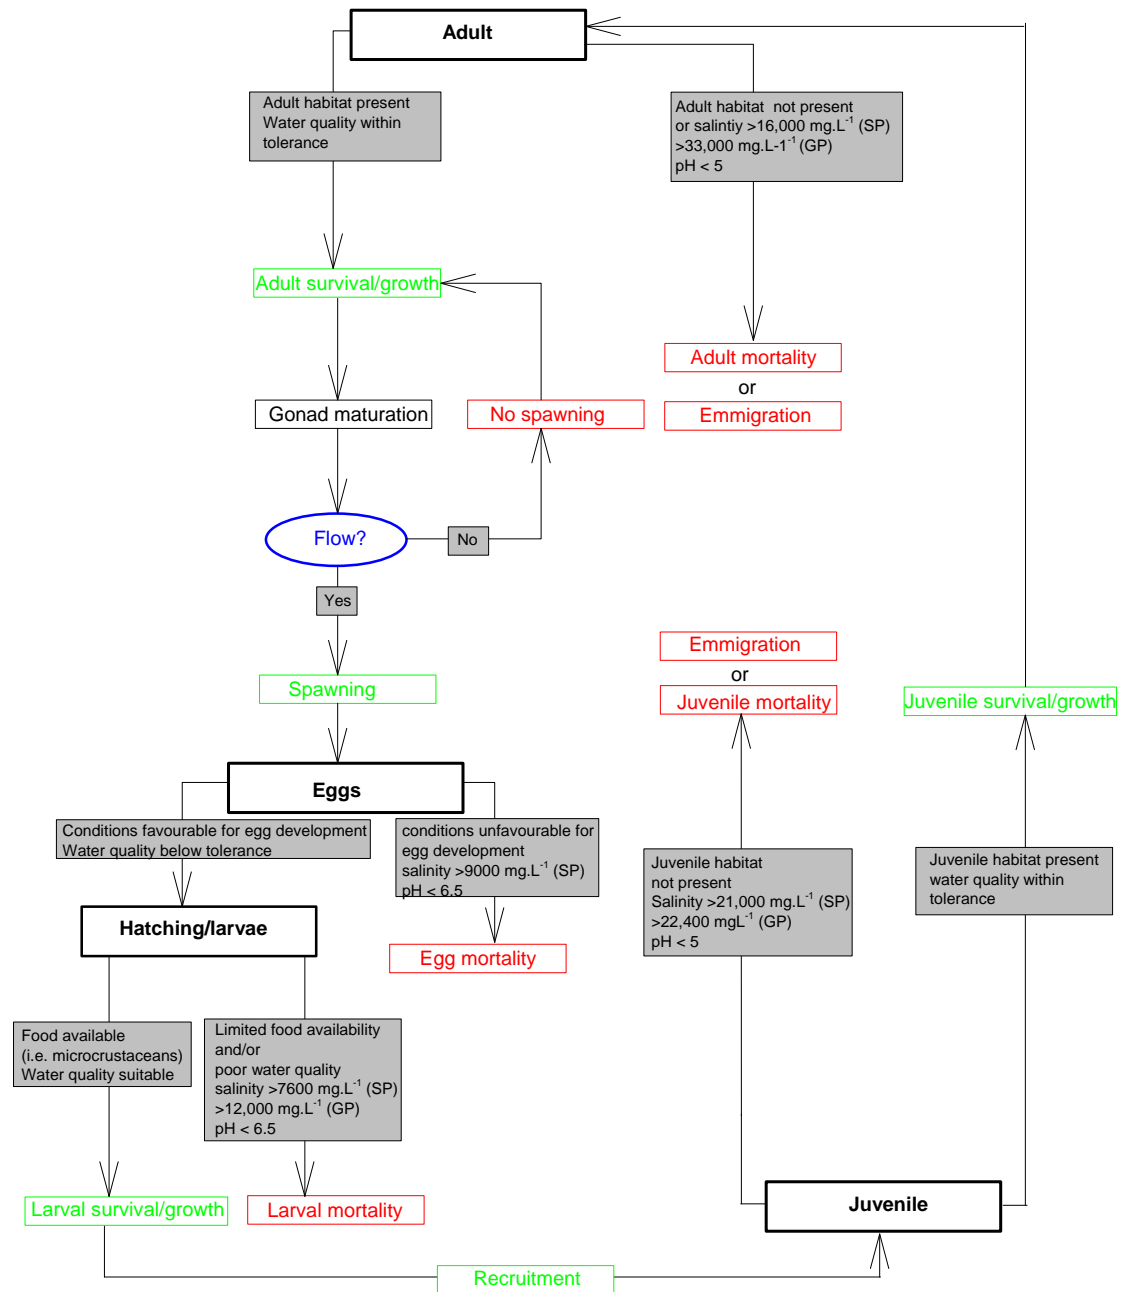 Adult
Adult habitat present
Water quality within
tolerance
Adult habitat not present
or salintiy >16,000 mg.L⁻¹ (SP)
>33,000 mg.L-1⁻¹ (GP)
pH < 5
Adult survival/growth
Adult mortality
or
Emmigration
Gonad maturation
No spawning
Flow?
No
Yes
Spawning
Emmigration
or
Juvenile mortality
Juvenile survival/growth
Eggs
Conditions favourable for egg development
Water quality below tolerance
conditions unfavourable for
egg development
salinity >9000 mg.L⁻¹ (SP)
pH < 6.5
Juvenile habitat
not present
Salinity >21,000 mg.L⁻¹ (SP)
>22,400 mgL⁻¹ (GP)
pH < 5
Juvenile habitat present
water quality within
tolerance
Hatching/larvae
Egg mortality
Food available
(i.e. microcrustaceans)
Water quality suitable
Limited food availability
and/or
poor water quality
salinity >7600 mg.L⁻¹ (SP)
>12,000 mg.L⁻¹ (GP)
pH < 6.5
Larval survival/growth
Larval mortality
Juvenile
Recruitment